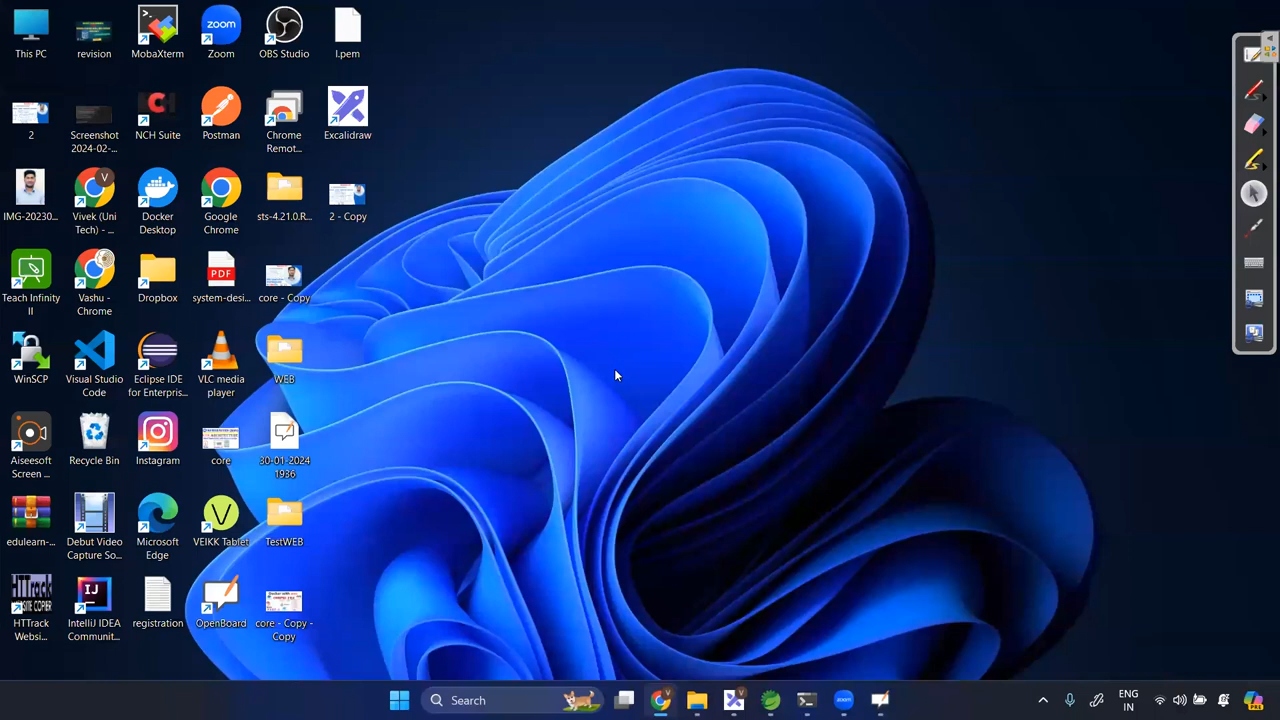 This PC
revision
MobaXterm
Zoom
OBS Studio
l.pem
2
Screenshot
2024-02-...
NCH Suite
Postman
Chrome
Remot...
Excalidraw
IMG-20230...
Vivek (Uni
Tech) - ...
Docker
Desktop
Google
Chrome
sts-4.21.0.R...
2 - Copy
Teach Infinity
II
Vashu -
Chrome
Dropbox
PDF
system-desi...
core - Copy
WinSCP
Visual Studio
Code
Eclipse IDE
for Enterpris...
VLC media
player
WEB
Aiseesoft
Screen ...
Recycle Bin
Instagram
core
30-01-2024
1936
edulearn-...
Debut Video
Capture So...
Microsoft
Edge
VEIKK Tablet
TestWEB
HTTrack
Websi...
IntelliJ IDEA
Communit...
registration
OpenBoard
core - Copy -
Copy
Search
ENG
IN